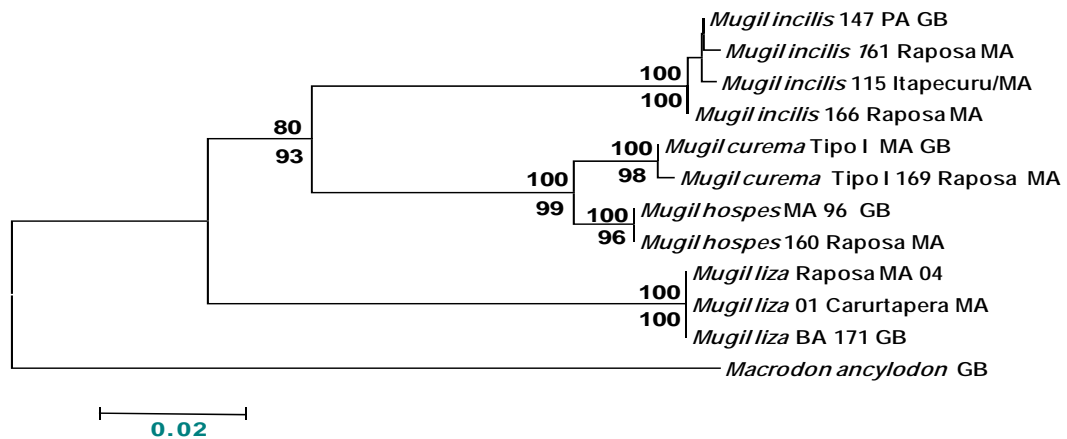 Mugil incilis 147 PA GB
Mugil incilis 161 Raposa MA
100
Mugil incilis 115 Itapecuru/MA
100
Mugil incilis 166 Raposa MA
80
93
100
Mugil curema Tipo I MA GB
98
Mugil curema Tipo I 169 Raposa MA
100
99
100
Mugil hospes MA 96 GB
96
Mugil hospes 160 Raposa MA
Mugil liza Raposa MA 04
100
Mugil liza 01 Carurtapera MA
100
Mugil liza BA 171 GB
Macrodon ancylodon GB
0.02